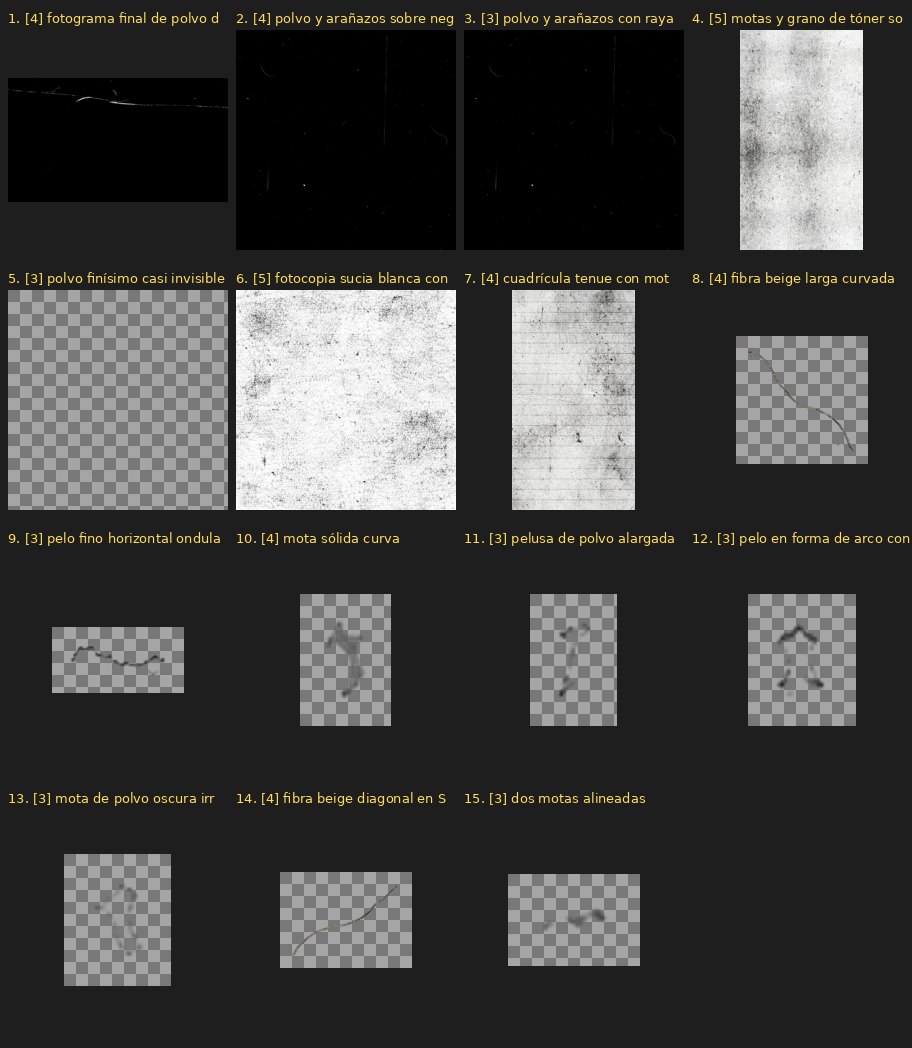 1. [4] fotograma final de polvo d
2. [4] polvo y arañazos sobre neg
3. [3] polvo y arañazos con raya
4. [5] motas y grano de tóner so
5. [3] polvo finísimo casi invisible
6. [5] fotocopia sucia blanca con
7. [4] cuadrícula tenue con mot
8. [4] fibra beige larga curvada
9. [3] pelo fino horizontal ondula
10. [4] mota sólida curva
11. [3] pelusa de polvo alargada
12. [3] pelo en forma de arco con
13. [3] mota de polvo oscura irr
14. [4] fibra beige diagonal en S
15. [3] dos motas alineadas